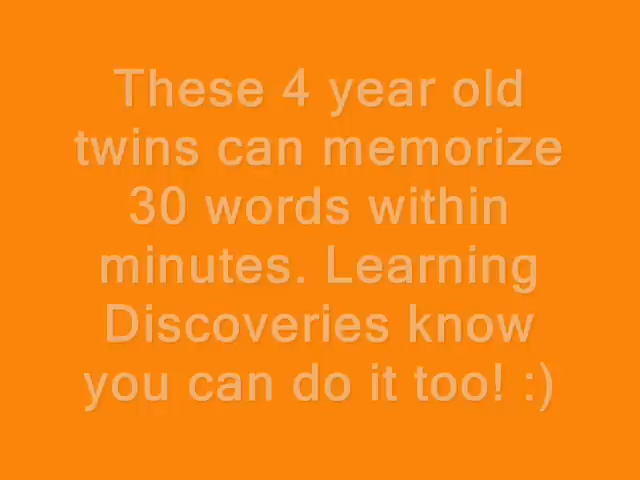 These 4 year old
twins can memorize
30 words within
minutes. Learning
Discoveries know
you can do it too! :)